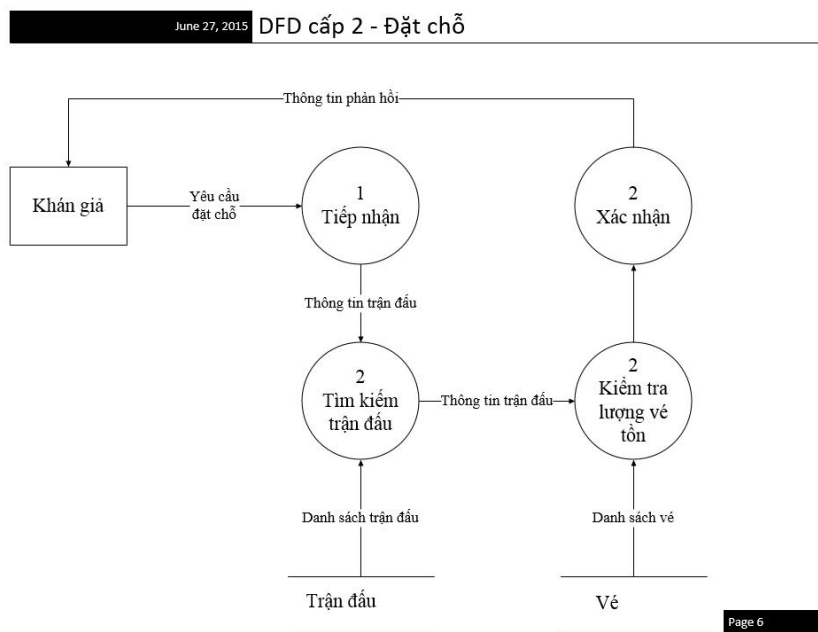 June 27, 2015 DFD cấp 2 - Đặt chỗ
Thông tin phản hồi
Khán giả
Yêu cầu
đặt chỗ
1
Tiếp nhận
2
Xác nhận
Thông tin trận đấu
2
Tìm kiếm
trận đấu
Thông tin trận đấu
2
Kiểm tra
lượng vé
tồn
Danh sách trận đấu
Danh sách vé
Trận đấu
Vé
Page 6